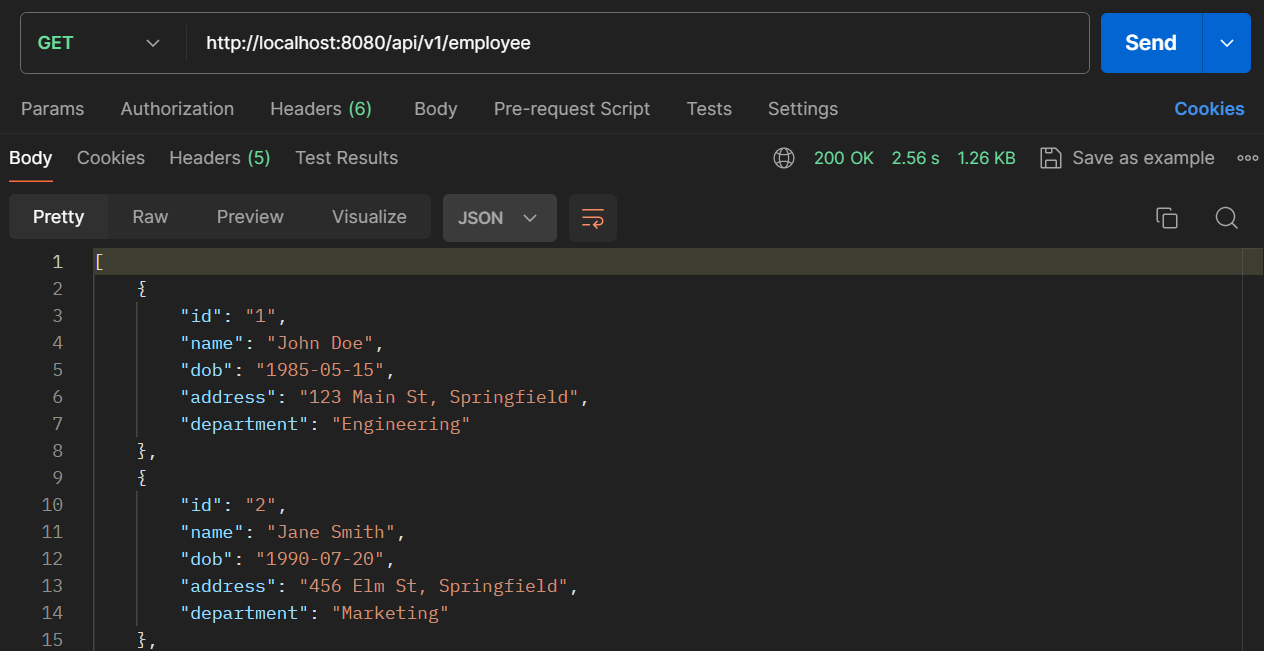 GET http://localhost:8080/api/v1/employee Send
Params Authorization Headers (6) Body Pre-request Script Tests Settings Cookies
Body Cookies Headers (5) Test Results 200 OK 2.56 s 1.26 KB Save as example
Pretty Raw Preview Visualize JSON
1 [
2 {
3 "id": "1",
4 "name": "John Doe",
5 "dob": "1985-05-15",
6 "address": "123 Main St, Springfield",
7 "department": "Engineering"
8 },
9 {
10 "id": "2",
11 "name": "Jane Smith",
12 "dob": "1990-07-20",
13 "address": "456 Elm St, Springfield",
14 "department": "Marketing"
15 },